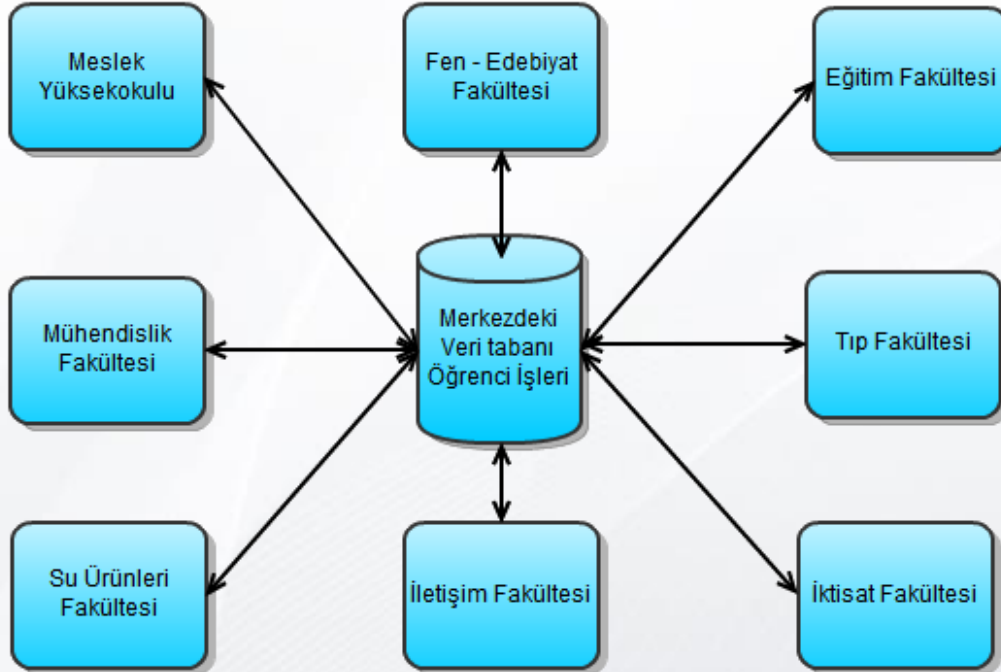 Meslek
Yüksekokulu
Fen - Edebiyat
Fakültesi
Eğitim Fakültesi
Mühendislik
Fakültesi
Merkezdeki
Veri tabanı
Öğrenci İşleri
Tıp Fakültesi
Su Ürünleri
Fakültesi
İletişim Fakültesi
İktisat Fakültesi